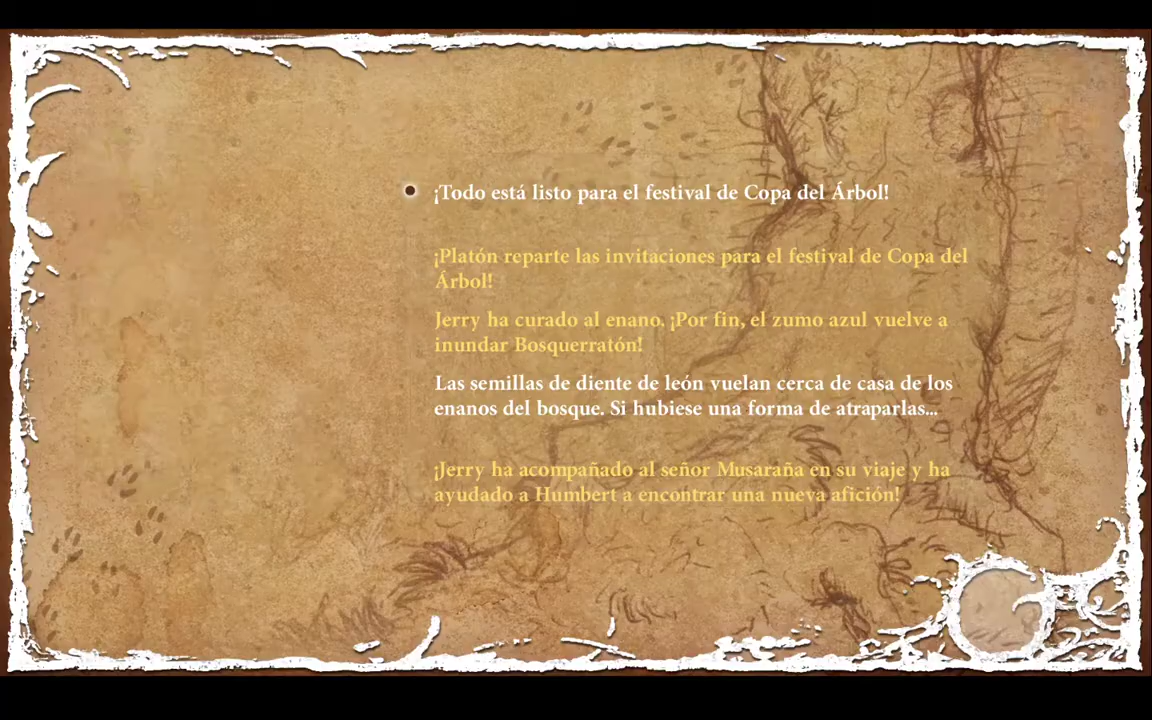 ¡Todo está listo para el festival de Copa del Árbol!
¡Platón reparte las invitaciones para el festival de Copa del
Árbol!
Jerry ha curado al enano. ¡Por fin, el zumo azul vuelve a
inundar Bosquerratón!
Las semillas de diente de león vuelan cerca de casa de los
enanos del bosque. Si hubiese una forma de atraparlas...
¡Jerry ha acompañado al señor Musaraña en su viaje y ha
ayudado a Humbert a encontrar una nueva afición!